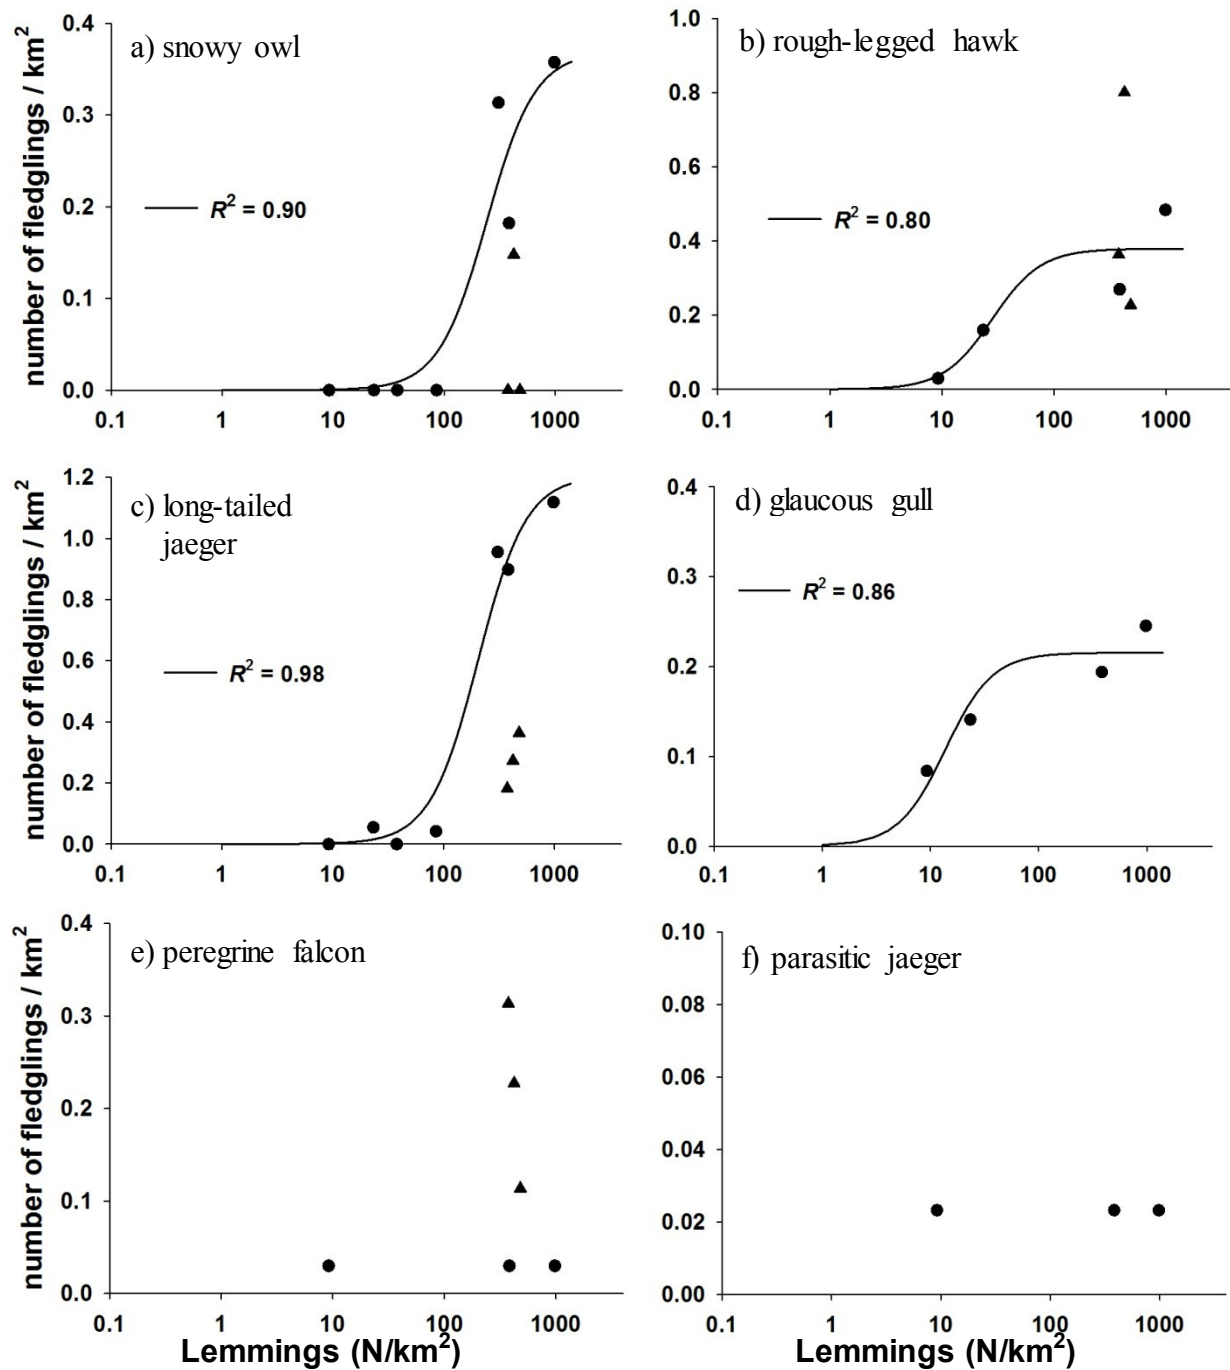 a) snowy owl
number of fledglings / km²
0.4
0.3
0.2
0.1
0.0
R² = 0.90
0.1 1 10 100 1000
b) rough-legged hawk
1.0
0.8
0.6
0.4
0.2
0.0
R² = 0.80
0.1 1 10 100 1000
c) long-tailed
jaeger
number of fledglings / km²
1.2
1.0
0.8
0.6
0.4
0.2
0.0
R² = 0.98
0.1 1 10 100 1000
d) glaucous gull
0.4
0.3
0.2
0.1
0.0
R² = 0.86
0.1 1 10 100 1000
e) peregrine falcon
number of fledglings / km²
0.4
0.3
0.2
0.1
0.0
0.1 1 10 100 1000
Lemmings (N/km²)
f) parasitic jaeger
0.10
0.08
0.06
0.04
0.02
0.00
0.1 1 10 100 1000
Lemmings (N/km²)